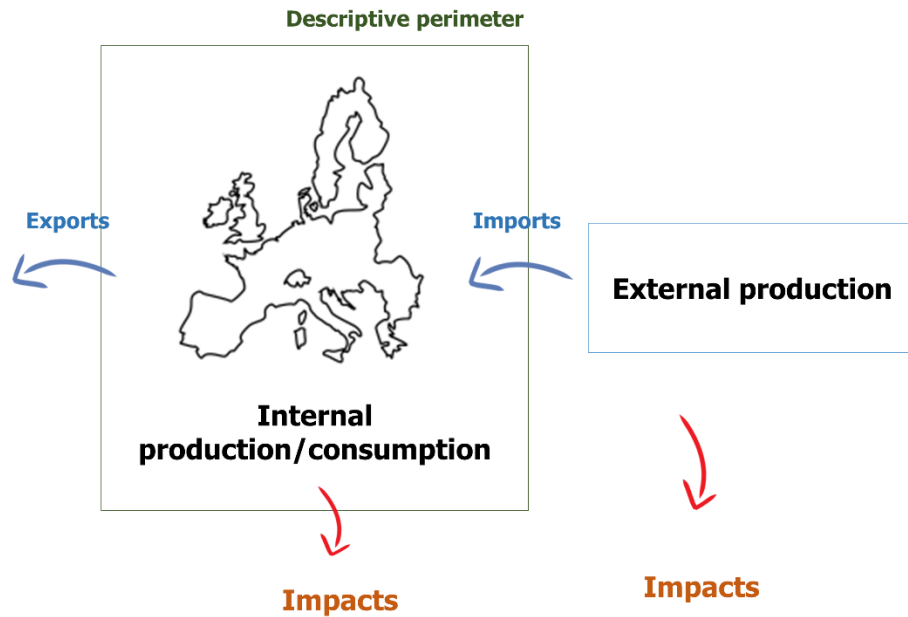 Descriptive perimeter
Exports
Imports
External production
Internal
production/consumption
Impacts
Impacts